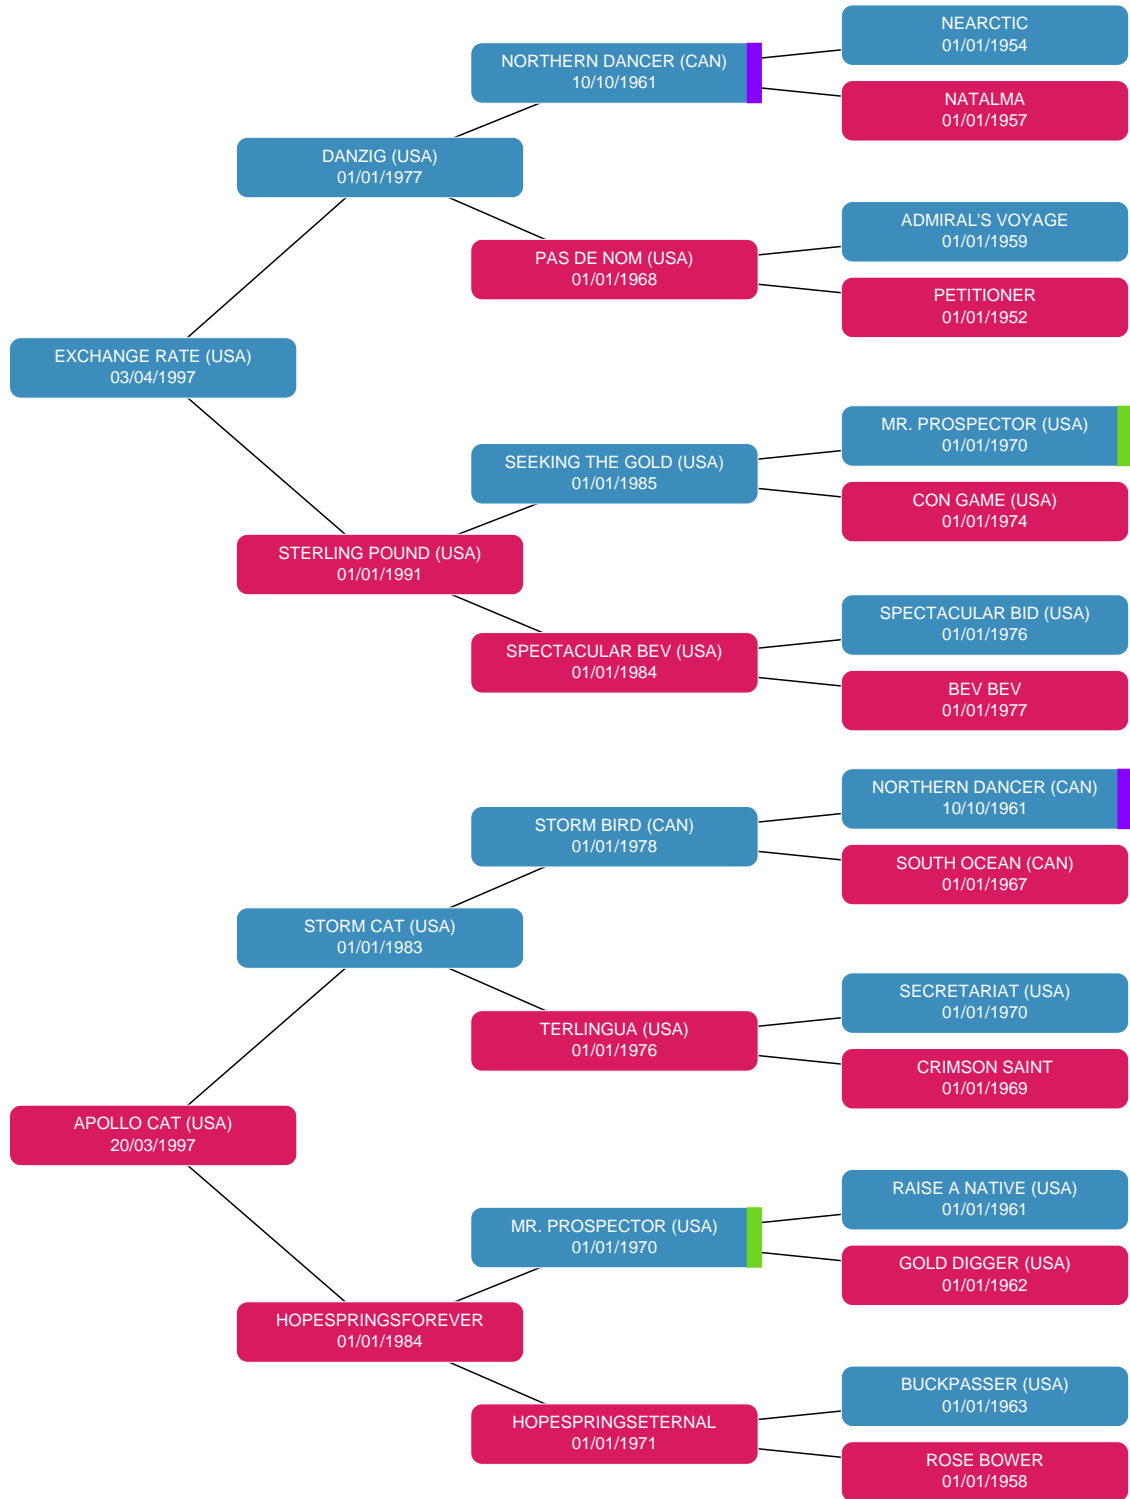 NEARCTIC
01/01/1954
NORTHERN DANCER (CAN)
10/10/1961
NATALMA
01/01/1957
DANZIG (USA)
01/01/1977
ADMIRAL'S VOYAGE
01/01/1959
PAS DE NOM (USA)
01/01/1968
PETITIONER
01/01/1952
EXCHANGE RATE (USA)
03/04/1997
MR. PROSPECTOR (USA)
01/01/1970
SEEKING THE GOLD (USA)
01/01/1985
CON GAME (USA)
01/01/1974
STERLING POUND (USA)
01/01/1991
SPECTACULAR BID (USA)
01/01/1976
SPECTACULAR BEV (USA)
01/01/1984
BEV BEV
01/01/1977
NORTHERN DANCER (CAN)
10/10/1961
STORM BIRD (CAN)
01/01/1978
SOUTH OCEAN (CAN)
01/01/1967
STORM CAT (USA)
01/01/1983
SECRETARIAT (USA)
01/01/1970
TERLINGUA (USA)
01/01/1976
CRIMSON SAINT
01/01/1969
APOLLO CAT (USA)
20/03/1997
RAISE A NATIVE (USA)
01/01/1961
MR. PROSPECTOR (USA)
01/01/1970
GOLD DIGGER (USA)
01/01/1962
HOPESPRINGSFOREVER
01/01/1984
BUCKPASSER (USA)
01/01/1963
HOPESPRINGSETERNAL
01/01/1971
ROSE BOWER
01/01/1958